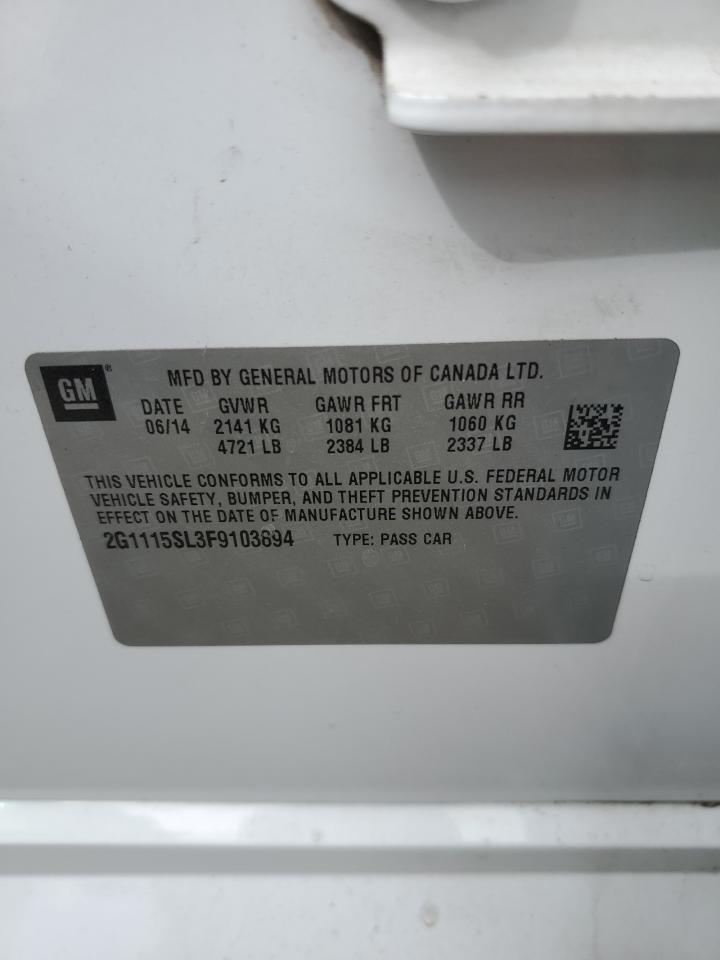 GM®
MFD BY GENERAL MOTORS OF CANADA LTD.
DATE GVWR GAWR FRT GAWR RR
06/14 2141 KG 1081 KG 1060 KG
4721 LB 2384 LB 2337 LB
THIS VEHICLE CONFORMS TO ALL APPLICABLE U.S. FEDERAL MOTOR
VEHICLE SAFETY, BUMPER, AND THEFT PREVENTION STANDARDS IN
EFFECT ON THE DATE OF MANUFACTURE SHOWN ABOVE.
2G1115SL3F9103894 TYPE: PASS CAR